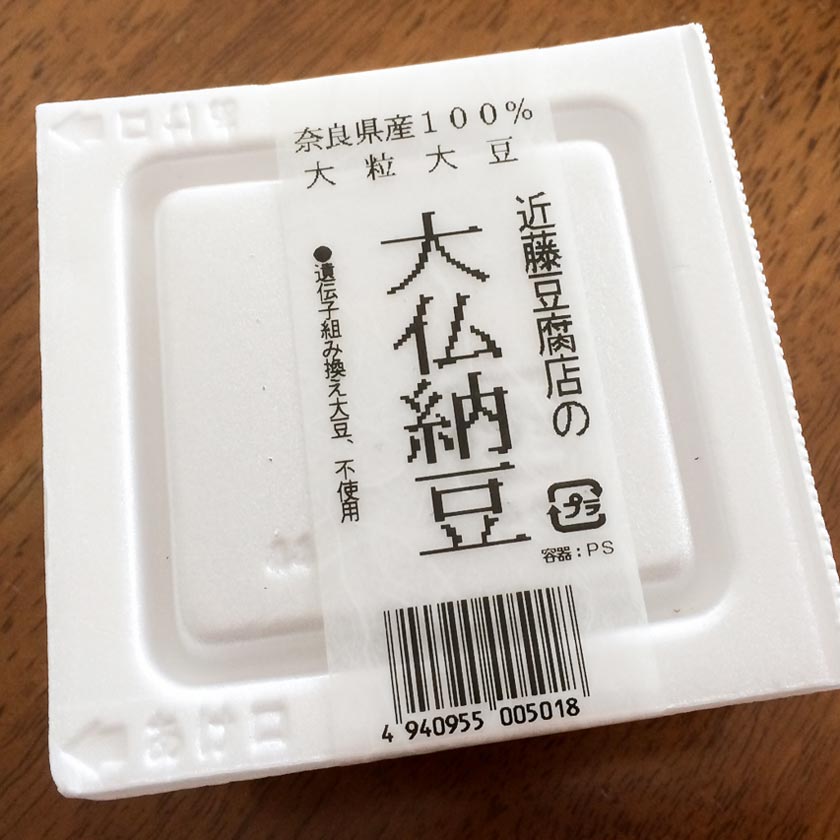 奈良県産100%
大粒大豆
近藤豆腐店の
大仏納豆
●遺伝子組み換え大豆、不使用
プラ
容器:PS
4 940955 005018
あけ口
あけ口